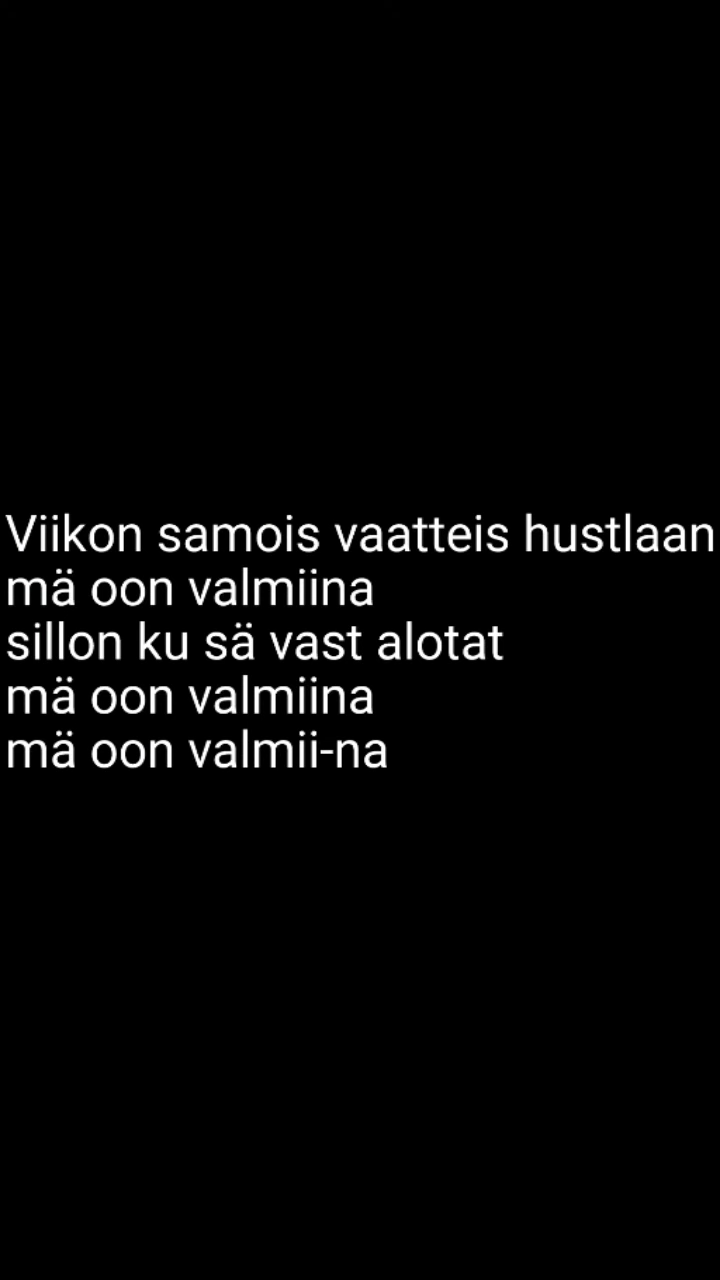 Viikon samois vaatteis hustlaan
mä oon valmiina
sillon ku sä vast alotat
mä oon valmiina
mä oon valmii-na